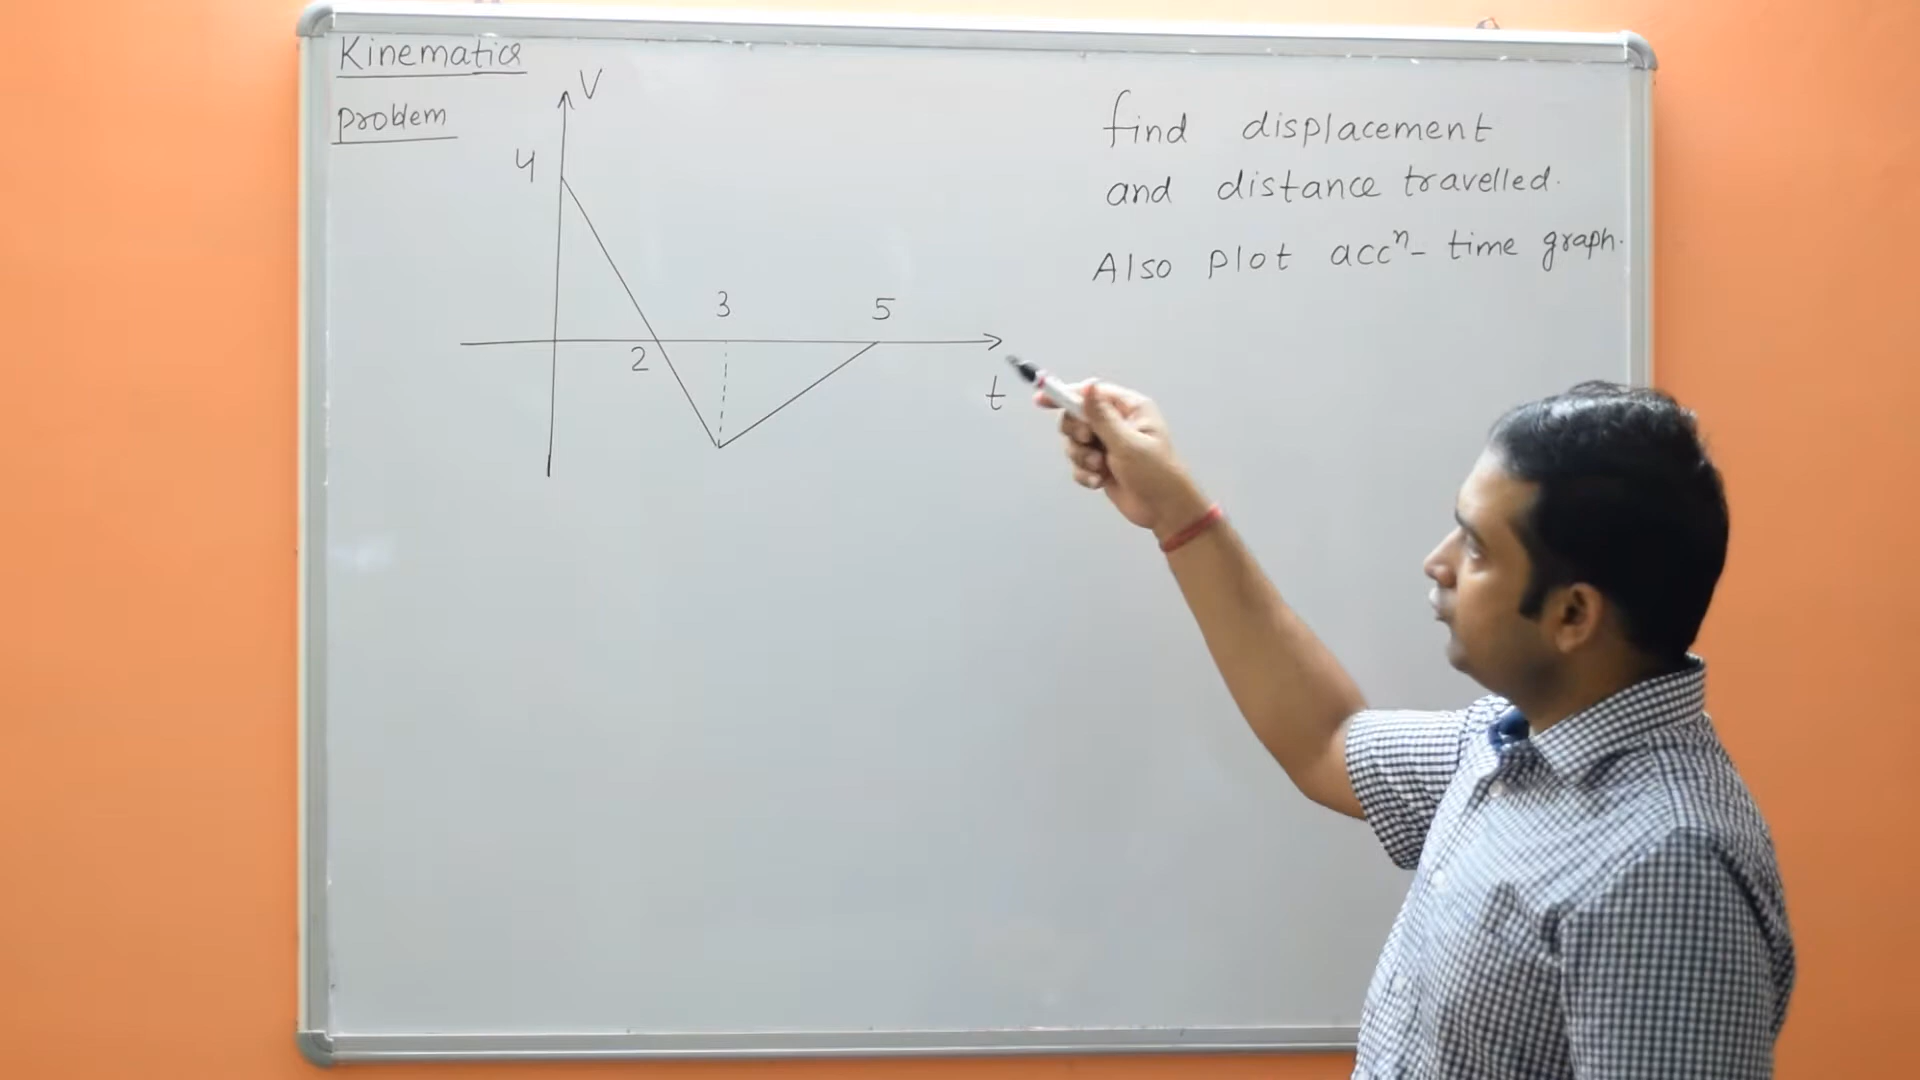 Kinematics
problem
V
4
3
5
2
t
find displacement
and distance travelled.
Also plot accⁿ - time graph.